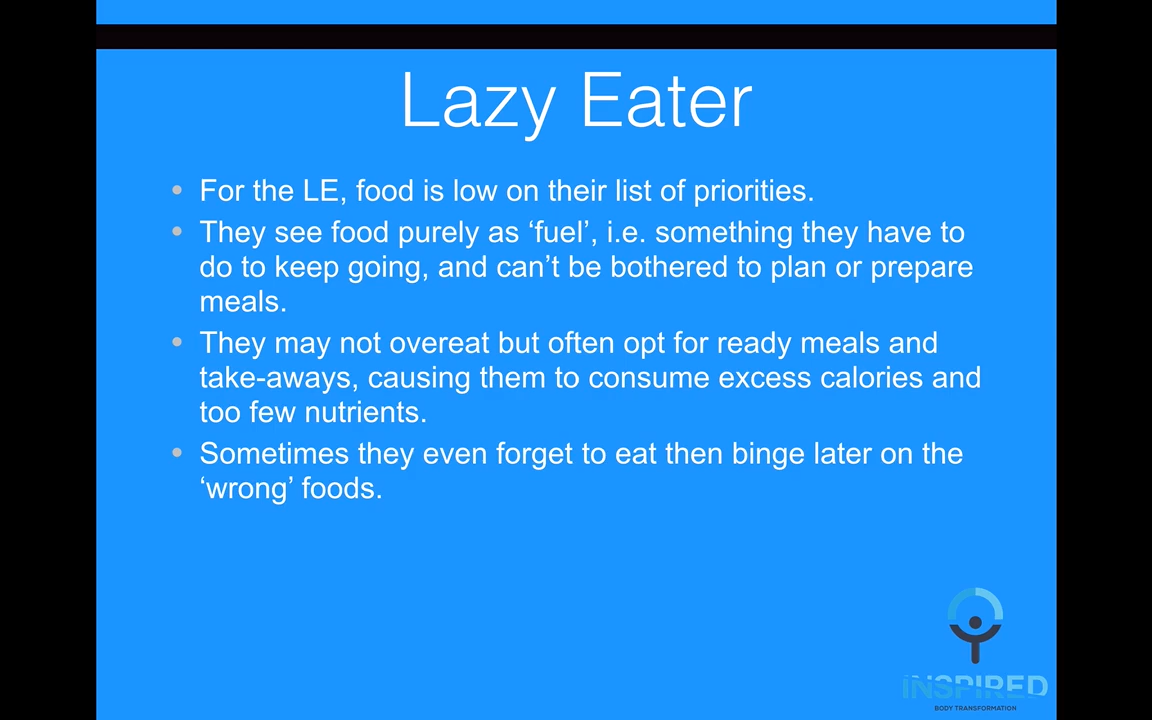 Lazy Eater
• For the LE, food is low on their list of priorities.
• They see food purely as ‘fuel’, i.e. something they have to
do to keep going, and can’t be bothered to plan or prepare
meals.
• They may not overeat but often opt for ready meals and
take-aways, causing them to consume excess calories and
too few nutrients.
• Sometimes they even forget to eat then binge later on the
‘wrong’ foods.
iNSPIRED
BODY TRANSFORMATION